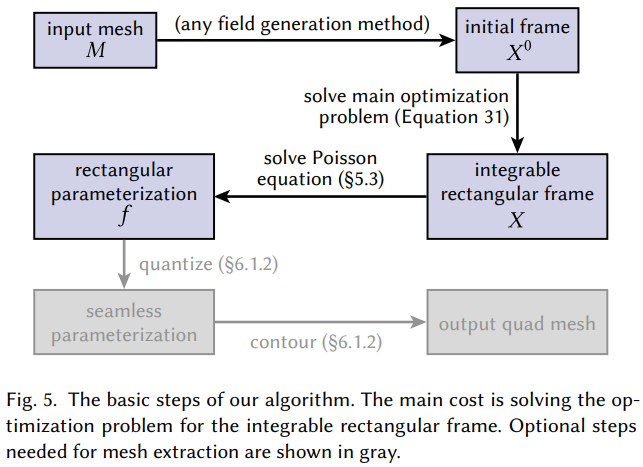 input mesh
M
(any field generation method)
initial frame
X⁰
solve main optimization
problem (Equation 31)
rectangular
parameterization
f
solve Poisson
equation (§5.3)
integrable
rectangular frame
X
quantize (§6.1.2)
seamless
parameterization
contour (§6.1.2)
output quad mesh
Fig. 5. The basic steps of our algorithm. The main cost is solving the op-
timization problem for the integrable rectangular frame. Optional steps
needed for mesh extraction are shown in gray.